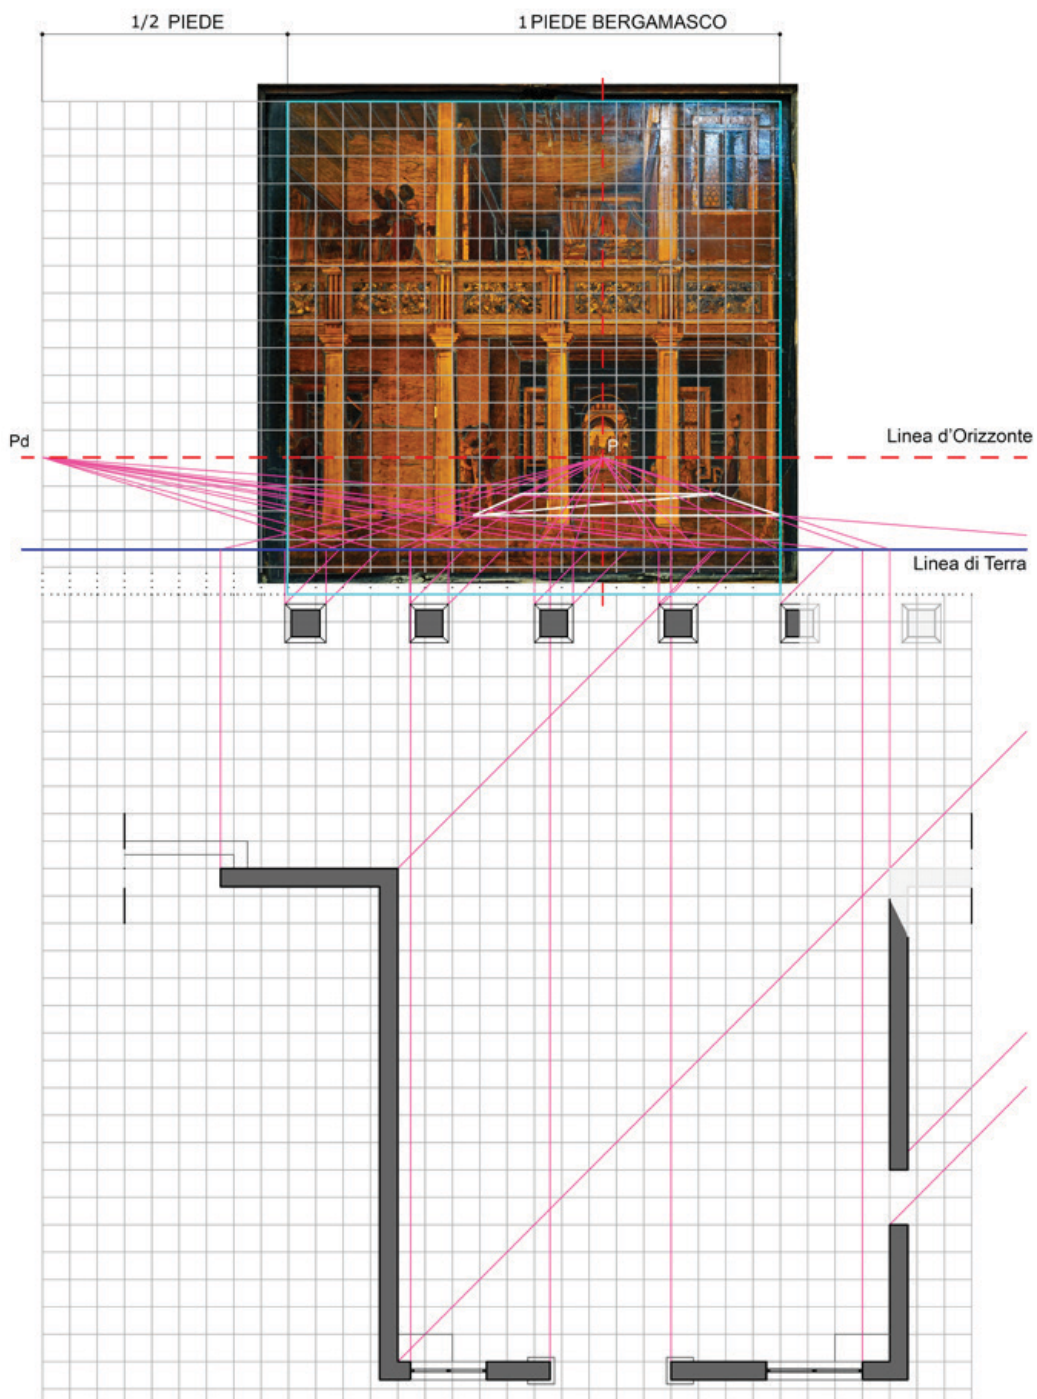 1/2 PIEDE
1 PIEDE BERGAMASCO
Pd
Linea d'Orizzonte
P
Linea di Terra